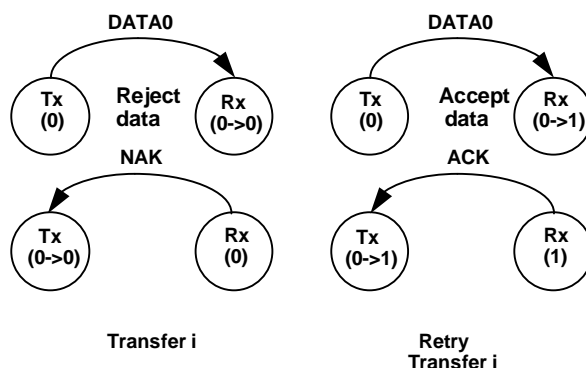 DATA0
Tx
(0)
Reject
data
Rx
(0->0)
NAK
Tx
(0->0)
Rx
(0)
Transfer i
DATA0
Tx
(0)
Accept
data
Rx
(0->1)
ACK
Tx
(0->1)
Rx
(1)
Retry
Transfer i